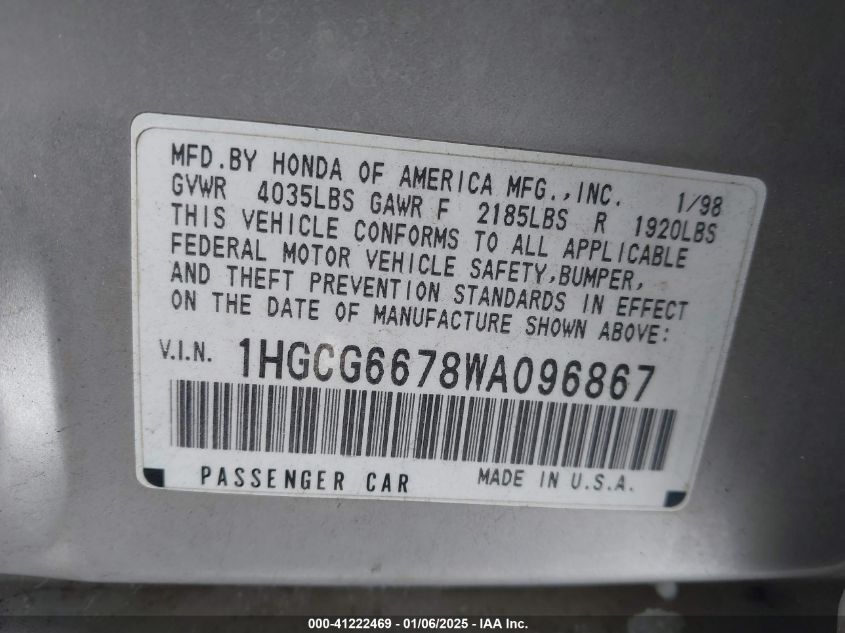 MFD.BY HONDA OF AMERICA MFG.,INC. 1/98
GVWR 4035LBS GAWR F 2185LBS R 1920LBS
THIS VEHICLE CONFORMS TO ALL APPLICABLE
FEDERAL MOTOR VEHICLE SAFETY,BUMPER,
AND THEFT PREVENTION STANDARDS IN EFFECT
ON THE DATE OF MANUFACTURE SHOWN ABOVE:
V.I.N. 1HGCG6678WA096867
PASSENGER CAR MADE IN U.S.A.
000-41222469 - 01/06/2025 - IAA Inc.